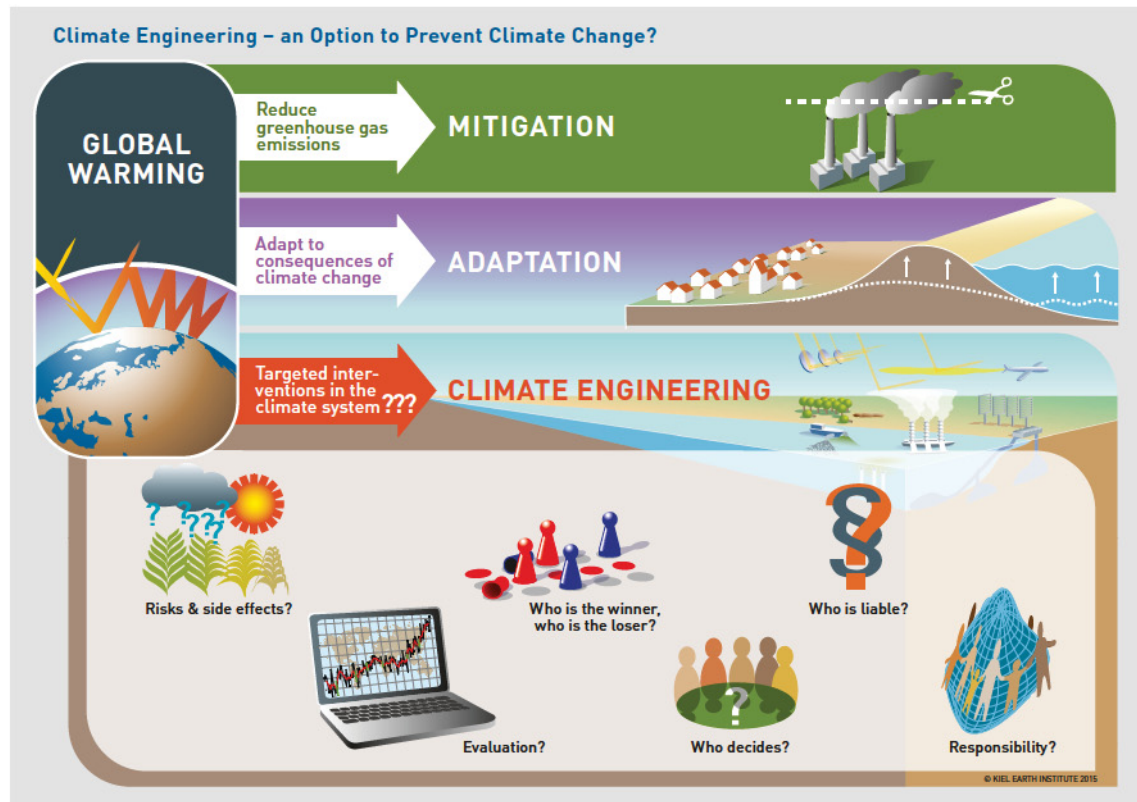 Climate Engineering – an Option to Prevent Climate Change?
GLOBAL
WARMING
Reduce
greenhouse gas
emissions
MITIGATION
Adapt to
consequences of
climate change
ADAPTATION
Targeted inter-
ventions in the
climate system ???
CLIMATE ENGINEERING
? ??? ?
Risks & side effects?
Who is the winner,
who is the loser?
§?
Who is liable?
Evaluation?
?
Who decides?
Responsibility?
© KIEL EARTH INSTITUTE 2015